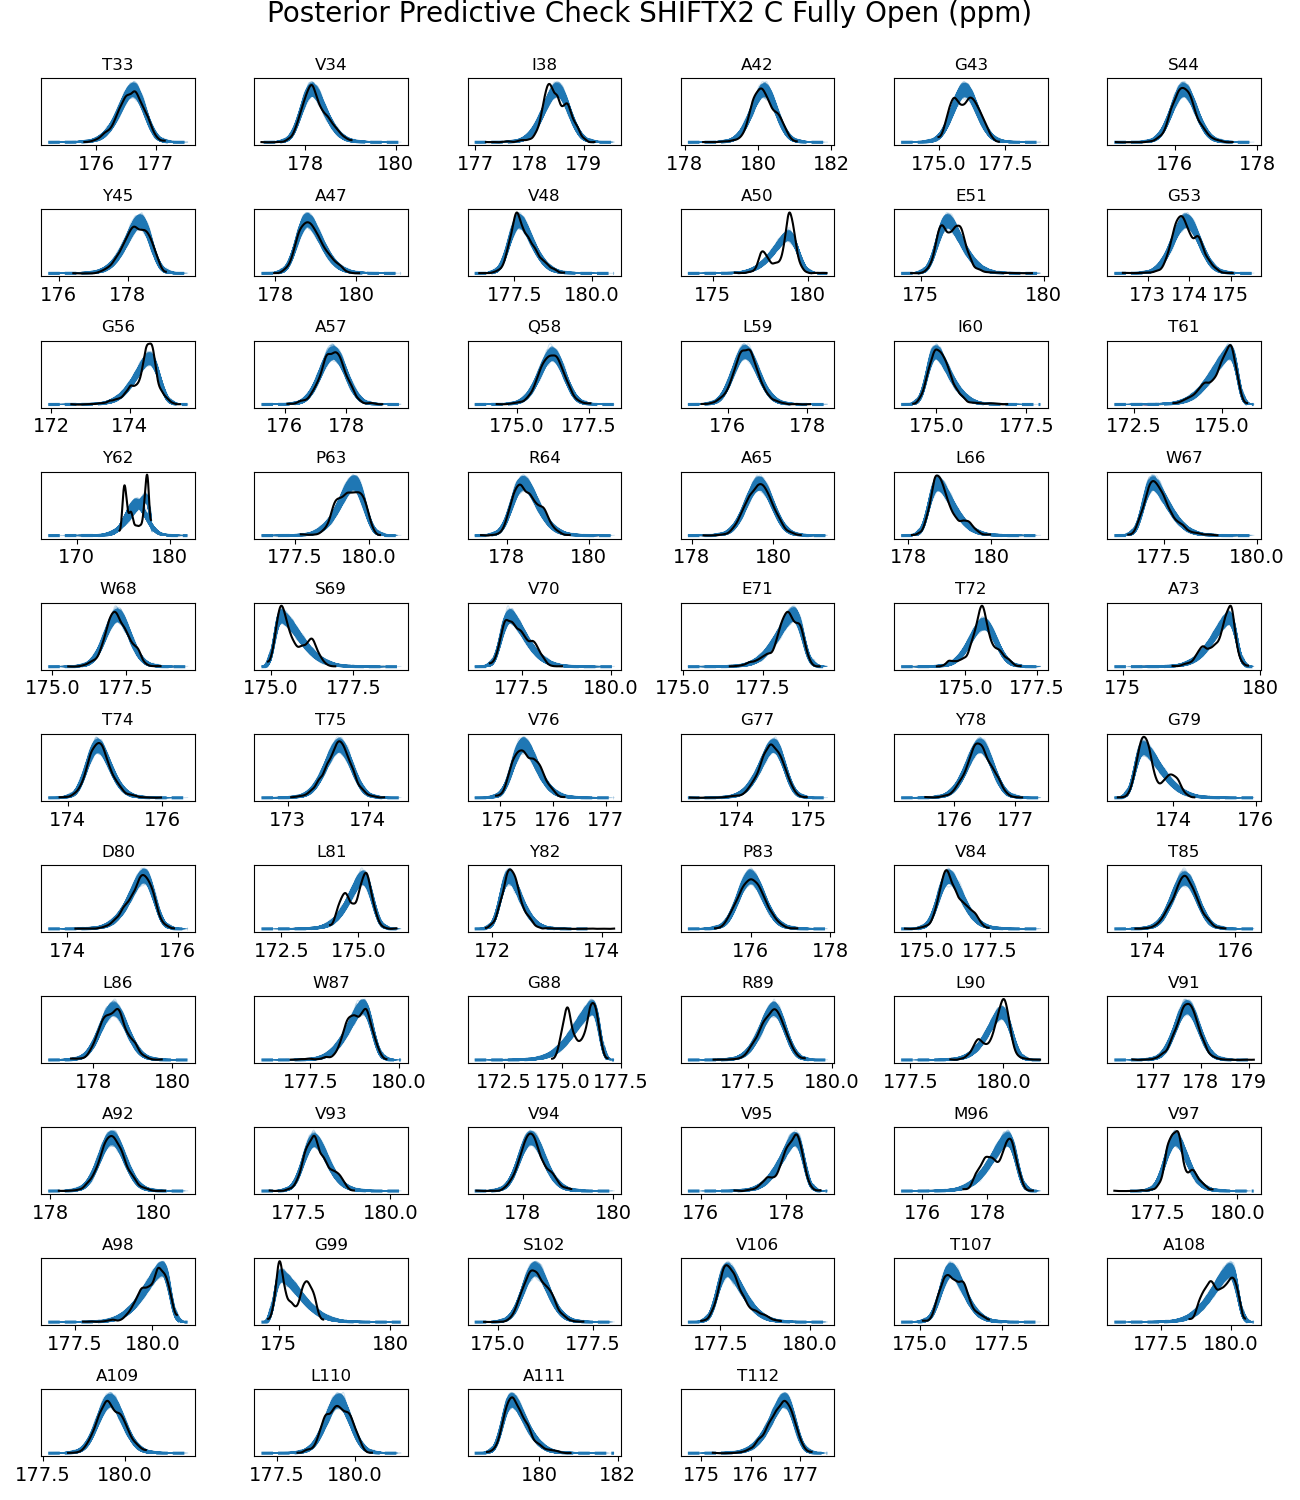 Posterior Predictive Check SHIFTX2 C Fully Open (ppm)
T33 V34 I38 A42 G43 S44
176 177 178 180 177 178 179 178 180 182 175.0 177.5 176 178
Y45 A47 V48 A50 E51 G53
176 178 178 180 177.5 180.0 175 180 175 180 173 174 175
G56 A57 Q58 L59 I60 T61
172 174 176 178 175.0 177.5 176 178 175.0 177.5 172.5 175.0
Y62 P63 R64 A65 L66 W67
170 180 177.5 180.0 178 180 178 180 178 180 177.5 180.0
W68 S69 V70 E71 T72 A73
175.0 177.5 175.0 177.5 177.5 180.0 175.0 177.5 175.0 177.5 175 180
T74 T75 V76 G77 Y78 G79
174 176 173 174 175 176 177 174 175 176 177 174 176
D80 L81 Y82 P83 V84 T85
174 176 172.5 175.0 172 174 176 178 175.0 177.5 174 176
L86 W87 G88 R89 L90 V91
178 180 177.5 180.0 172.5 175.0 177.5 177.5 180.0 177.5 180.0 177 178 179
A92 V93 V94 V95 M96 V97
178 180 177.5 180.0 178 180 176 178 176 178 177.5 180.0
A98 G99 S102 V106 T107 A108
177.5 180.0 175 180 175.0 177.5 177.5 180.0 175.0 177.5 177.5 180.0
A109 L110 A111 T112
177.5 180.0 177.5 180.0 180 182 175 176 177